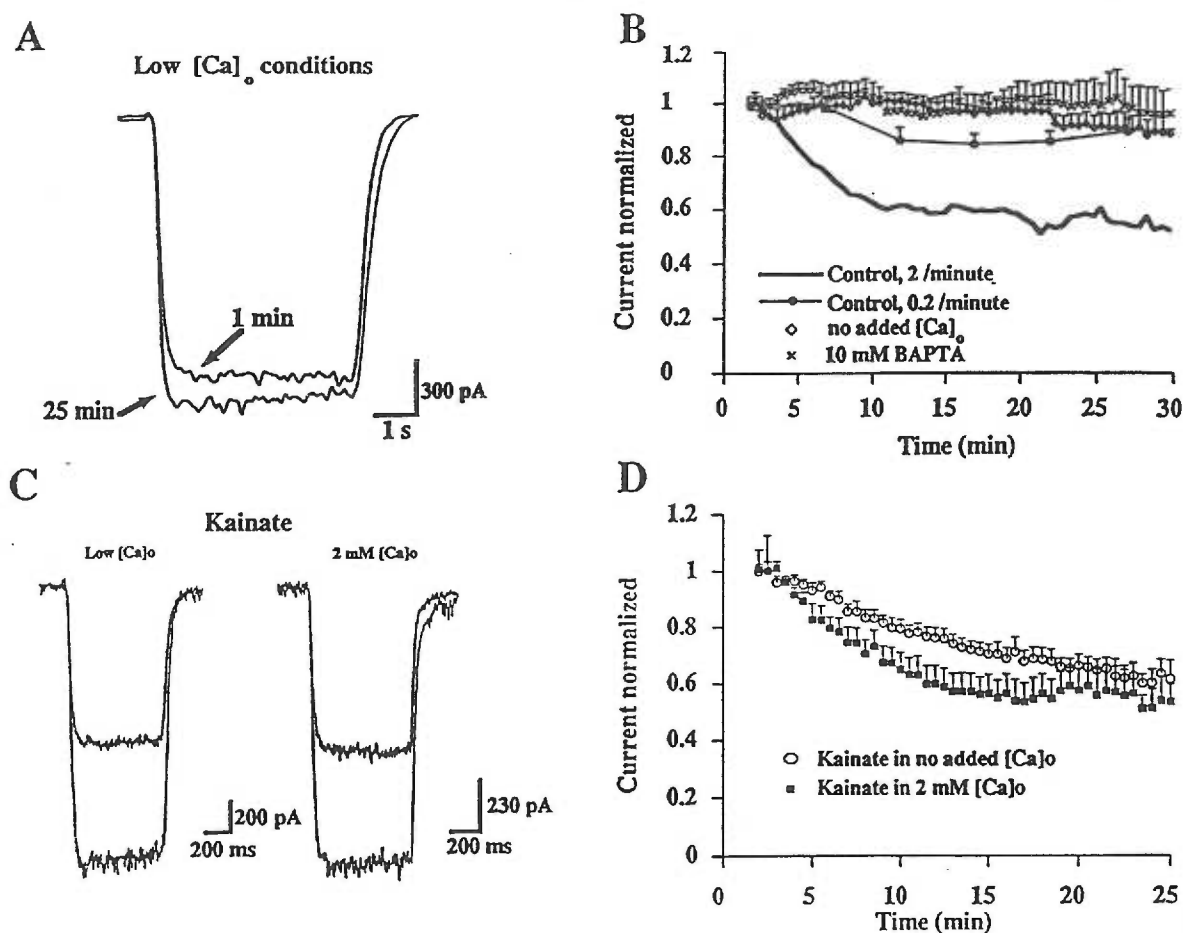 A
Low [Ca]o conditions
1 min
25 min
300 pA
1 s
B
Current normalized
1.2
1
0.8
0.6
0.4
0.2
0
Control, 2 /minute
Control, 0.2/minute
no added [Ca]o
10 mM BAPTA
5
10
15
20
25
30
Time (min)
C
Kainate
Low [Ca]o
2 mM [Ca]o
200 pA
200 ms
230 pA
200 ms
D
Current normalized
1.2
1
0.8
0.6
0.4
0.2
0
Kainate in no added [Ca]o
Kainate in 2 mM [Ca]o
0
5
10
15
20
25
Time (min)